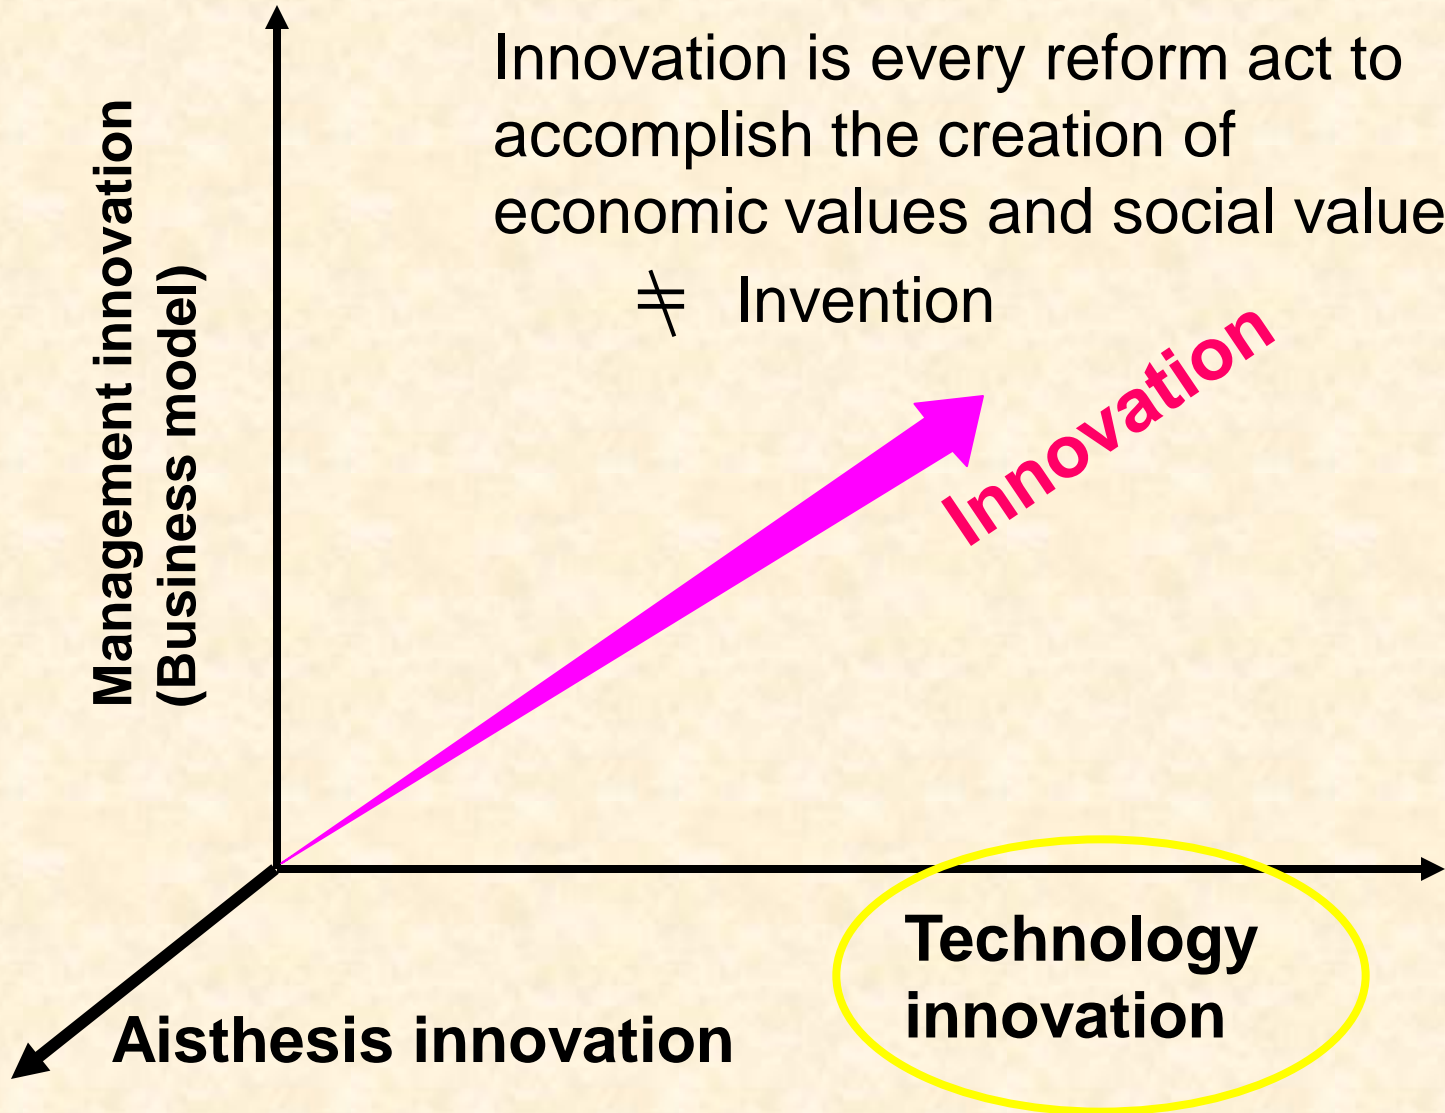 Innovation is every reform act to
accomplish the creation of
economic values and social value
≠ Invention
Management innovation
(Business model)
Innovation
Technology
innovation
Aisthesis innovation